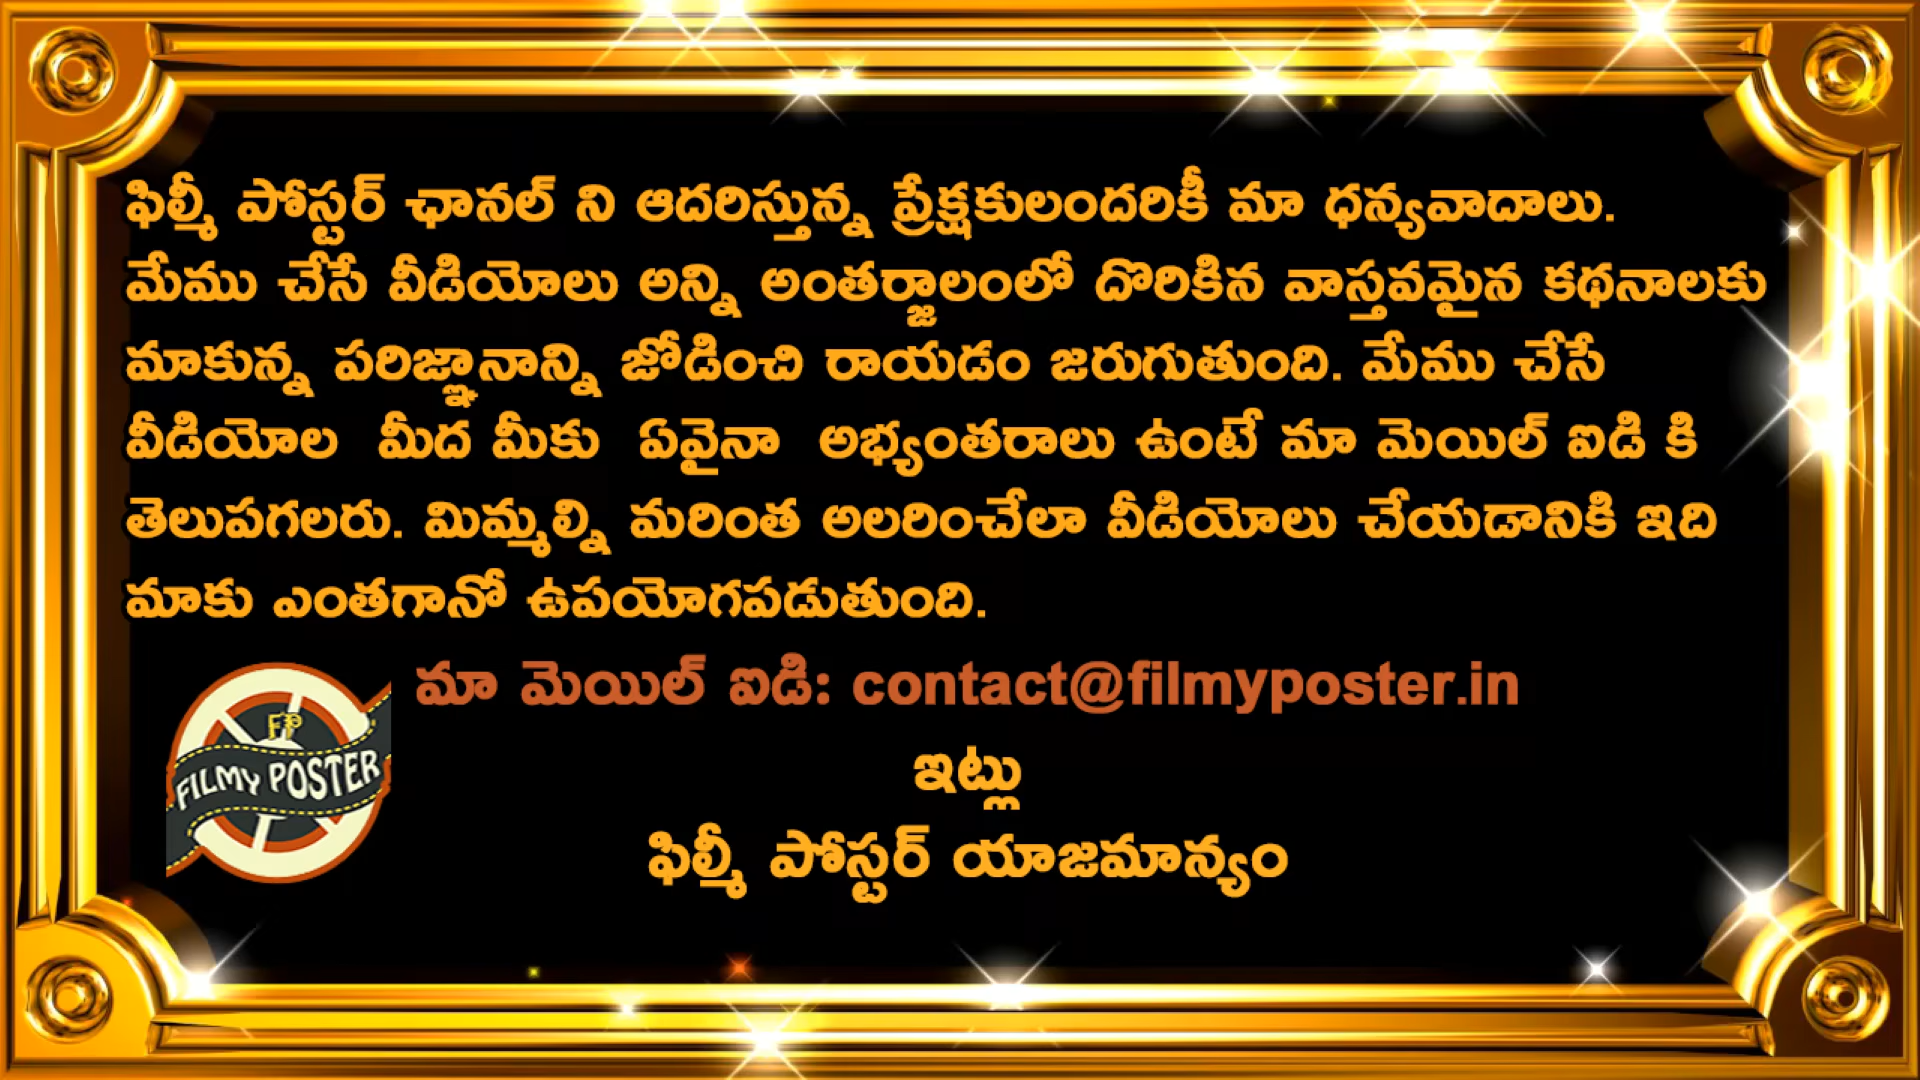 ఫిల్మీ పోస్టర్ ఛానల్ ని ఆదరిస్తున్న ప్రేక్షకులందరికీ మా ధన్యవాదాలు.
మేము చేసే వీడియోలు అన్ని అంతర్జాలంలో దొరికిన వాస్తవమైన కథనాలకు
మాకున్న పరిజ్ఞానాన్ని జోడించి రాయడం జరుగుతుంది. మేము చేసే
వీడియోల మీద మీకు ఏవైనా అభ్యంతరాలు ఉంటే మా మెయిల్ ఐడి కి
తెలుపగలరు. మిమ్మల్ని మరింత అలరించేలా వీడియోలు చేయడానికి ఇది
మాకు ఎంతగానో ఉపయోగపడుతుంది.
మా మెయిల్ ఐడి: contact@filmyposter.in
FP
FILMY POSTER
ఇట్లు
ఫిల్మీ పోస్టర్ యాజమాన్యం